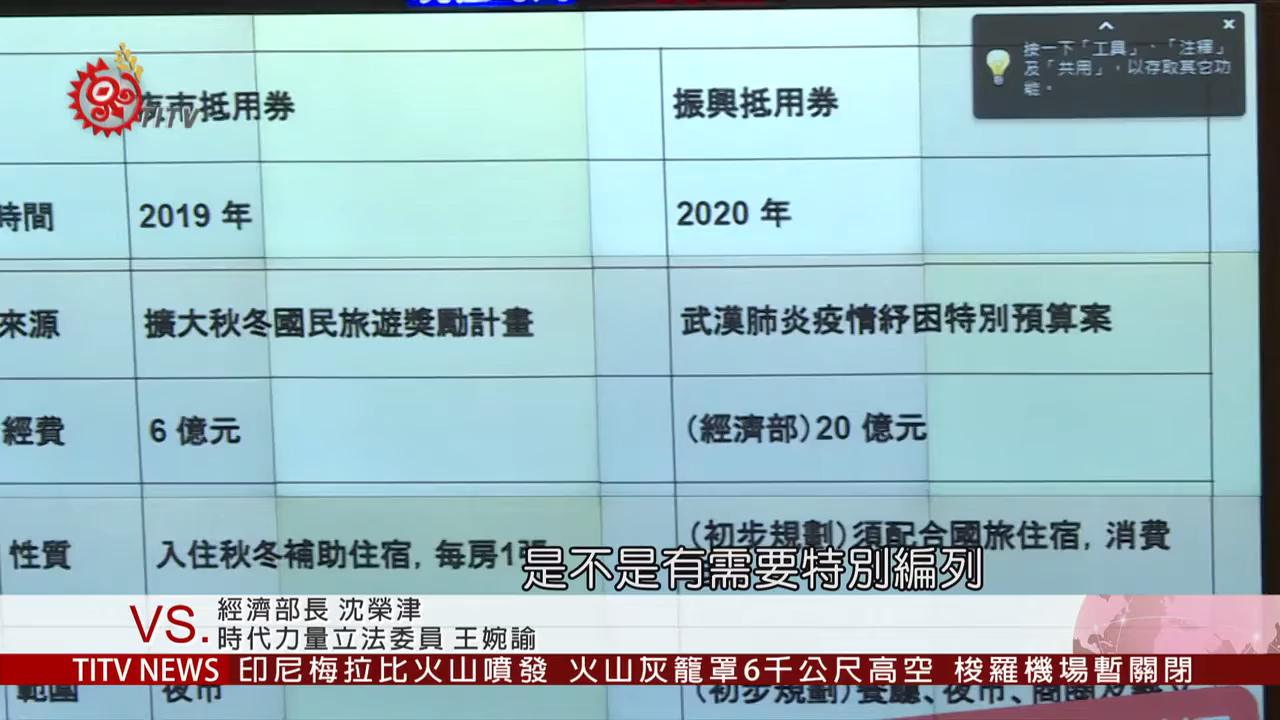 夜市抵用券
振興抵用券
按一下「工具」、「注釋」
及「共用」，以存取其它功
能。
TITV
時間
2019 年
2020 年
來源
擴大秋冬國民旅遊獎勵計畫
武漢肺炎疫情紓困特別預算案
經費
6 億元
(經濟部)20 億元
性質
入住秋冬補助住宿, 每房1張
(初步規劃)須配合國旅住宿, 消費
是不是有需要特別編列
VS.
經濟部長 沈榮津
時代力量立法委員 王婉諭
TITV NEWS 印尼梅拉比火山噴發 火山灰籠罩6千公尺高空 梭羅機場暫關閉
範圍
夜市
(初步規劃)餐廳、夜市、商圈及藝文